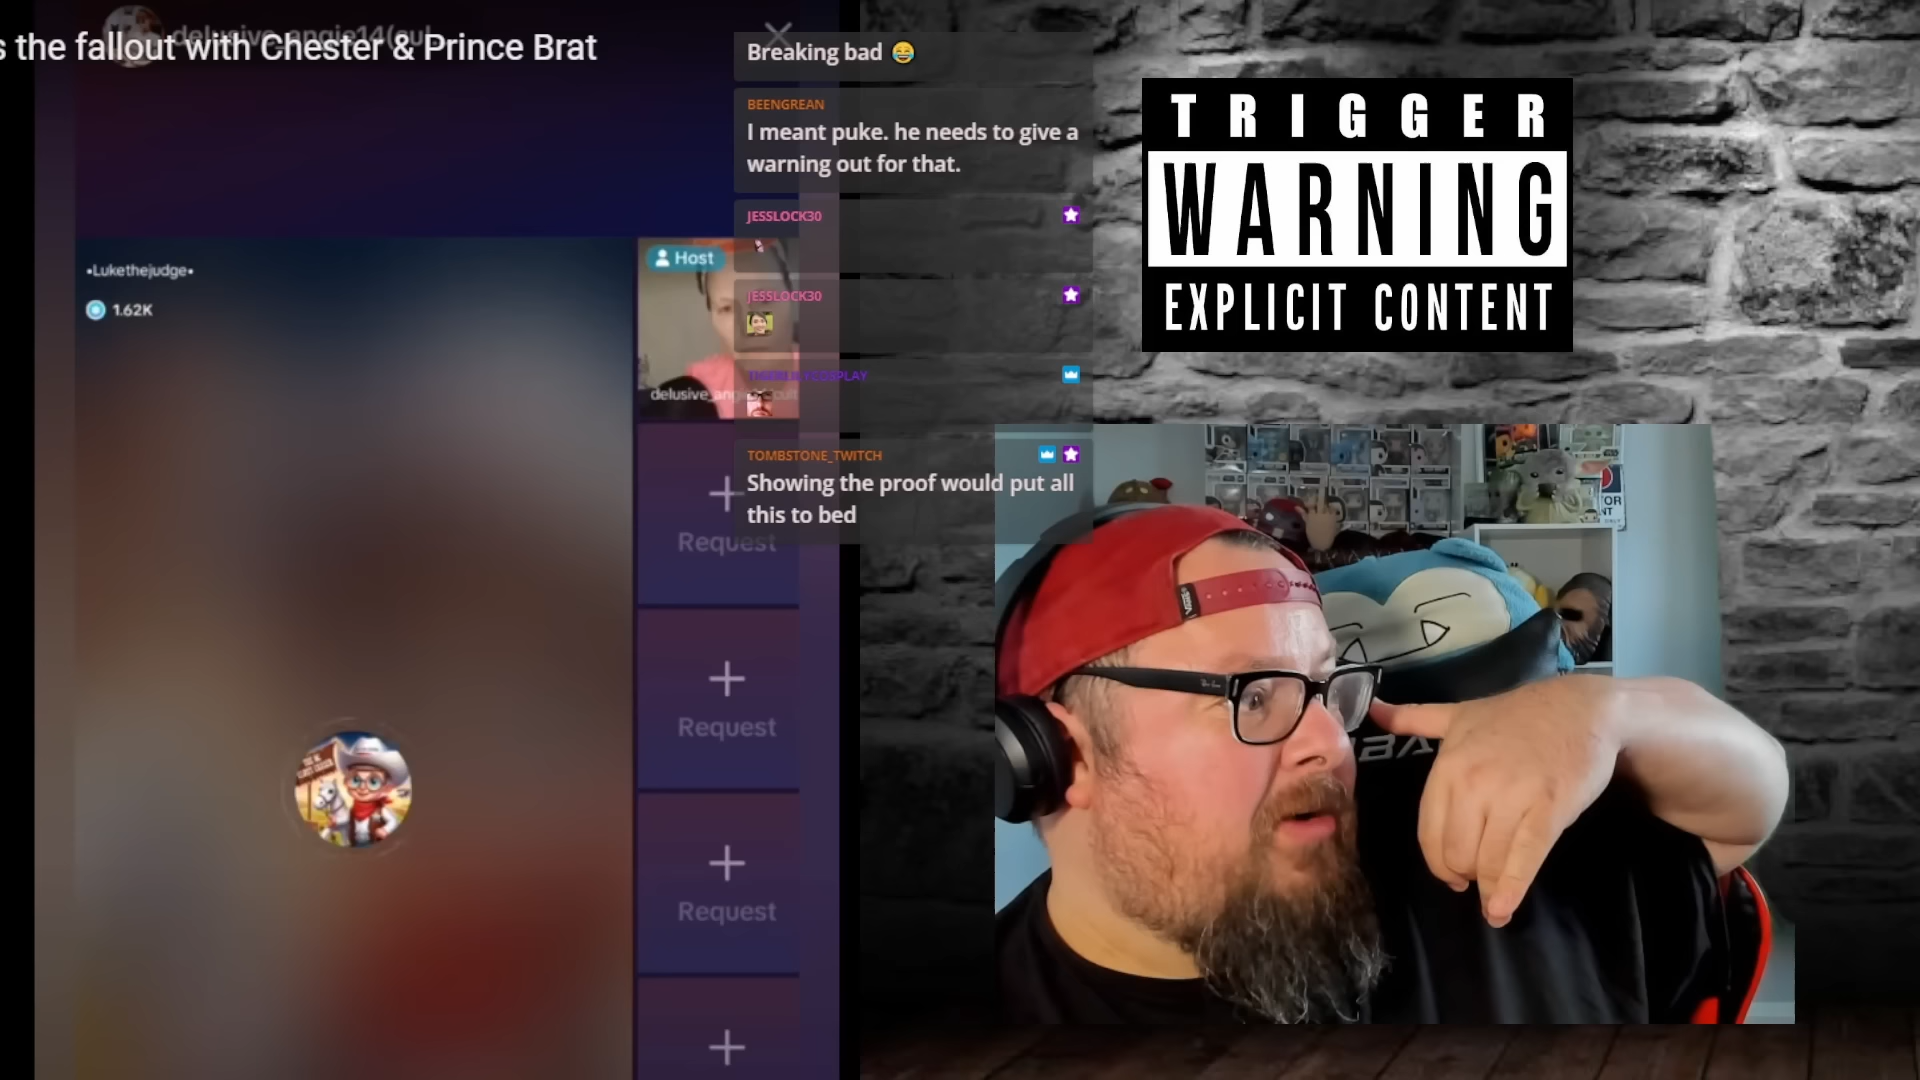 s the fallout with Chester & Prince Brat
Breaking bad 😂
BEENGREAN
I meant puke. he needs to give a
warning out for that.
JESSLOCK30
JESSLOCK30
TOMBSTONE_TWITCH
Showing the proof would put all
this to bed
•Lukethejudge•
1.62K
Host
Request
Request
Request
TRIGGER
WARNING
EXPLICIT CONTENT